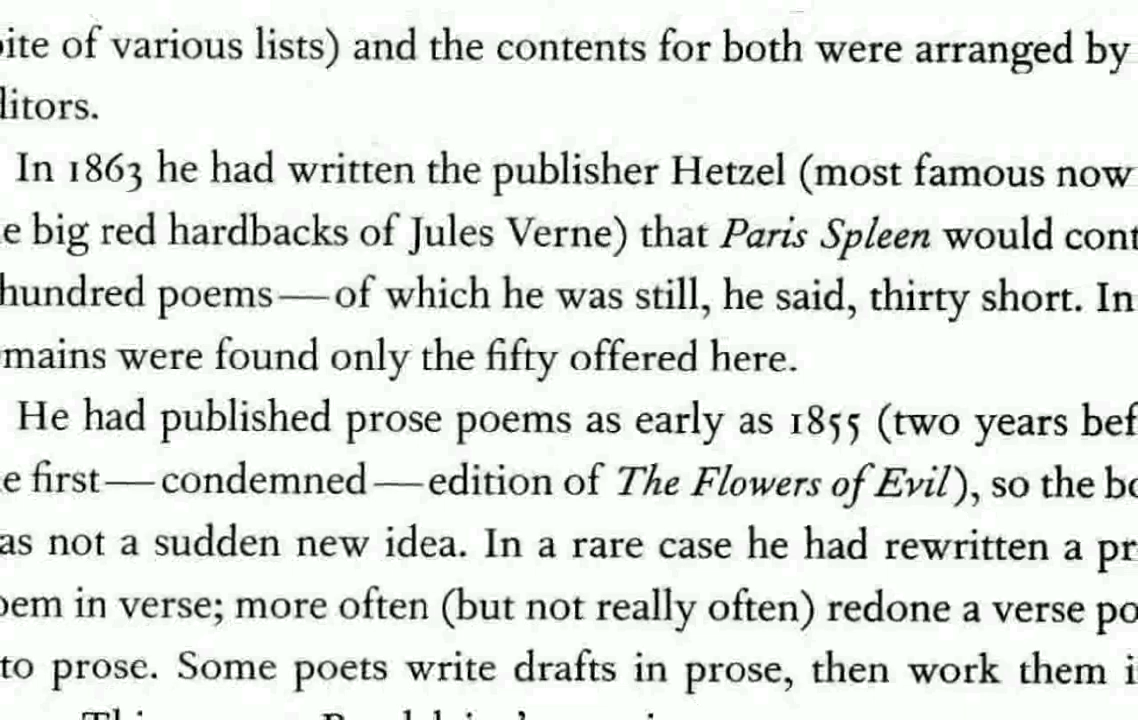 ite of various lists) and the contents for both were arranged by
litors.
In 1863 he had written the publisher Hetzel (most famous now
e big red hardbacks of Jules Verne) that Paris Spleen would cont
hundred poems—of which he was still, he said, thirty short. In
mains were found only the fifty offered here.
He had published prose poems as early as 1855 (two years bef
e first—condemned—edition of The Flowers of Evil), so the bo
as not a sudden new idea. In a rare case he had rewritten a pr
oem in verse; more often (but not really often) redone a verse po
to prose. Some poets write drafts in prose, then work them i